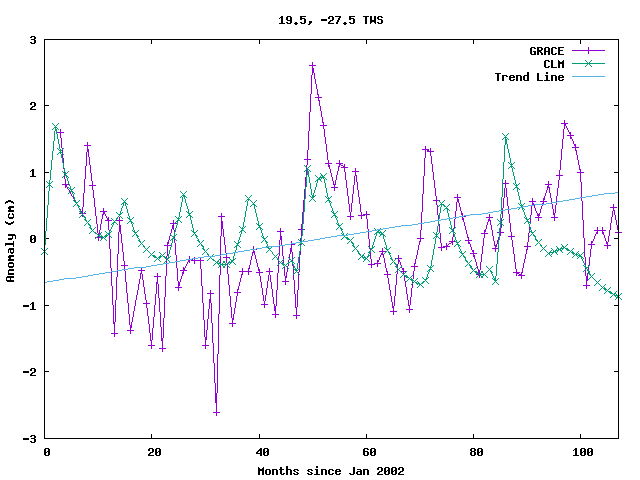 19.5, -27.5 TWS
GRACE
CLM
Trend Line
3
2
1
0
-1
-2
-3
Anomaly (cm)
0 20 40 60 80 100
Months since Jan 2002